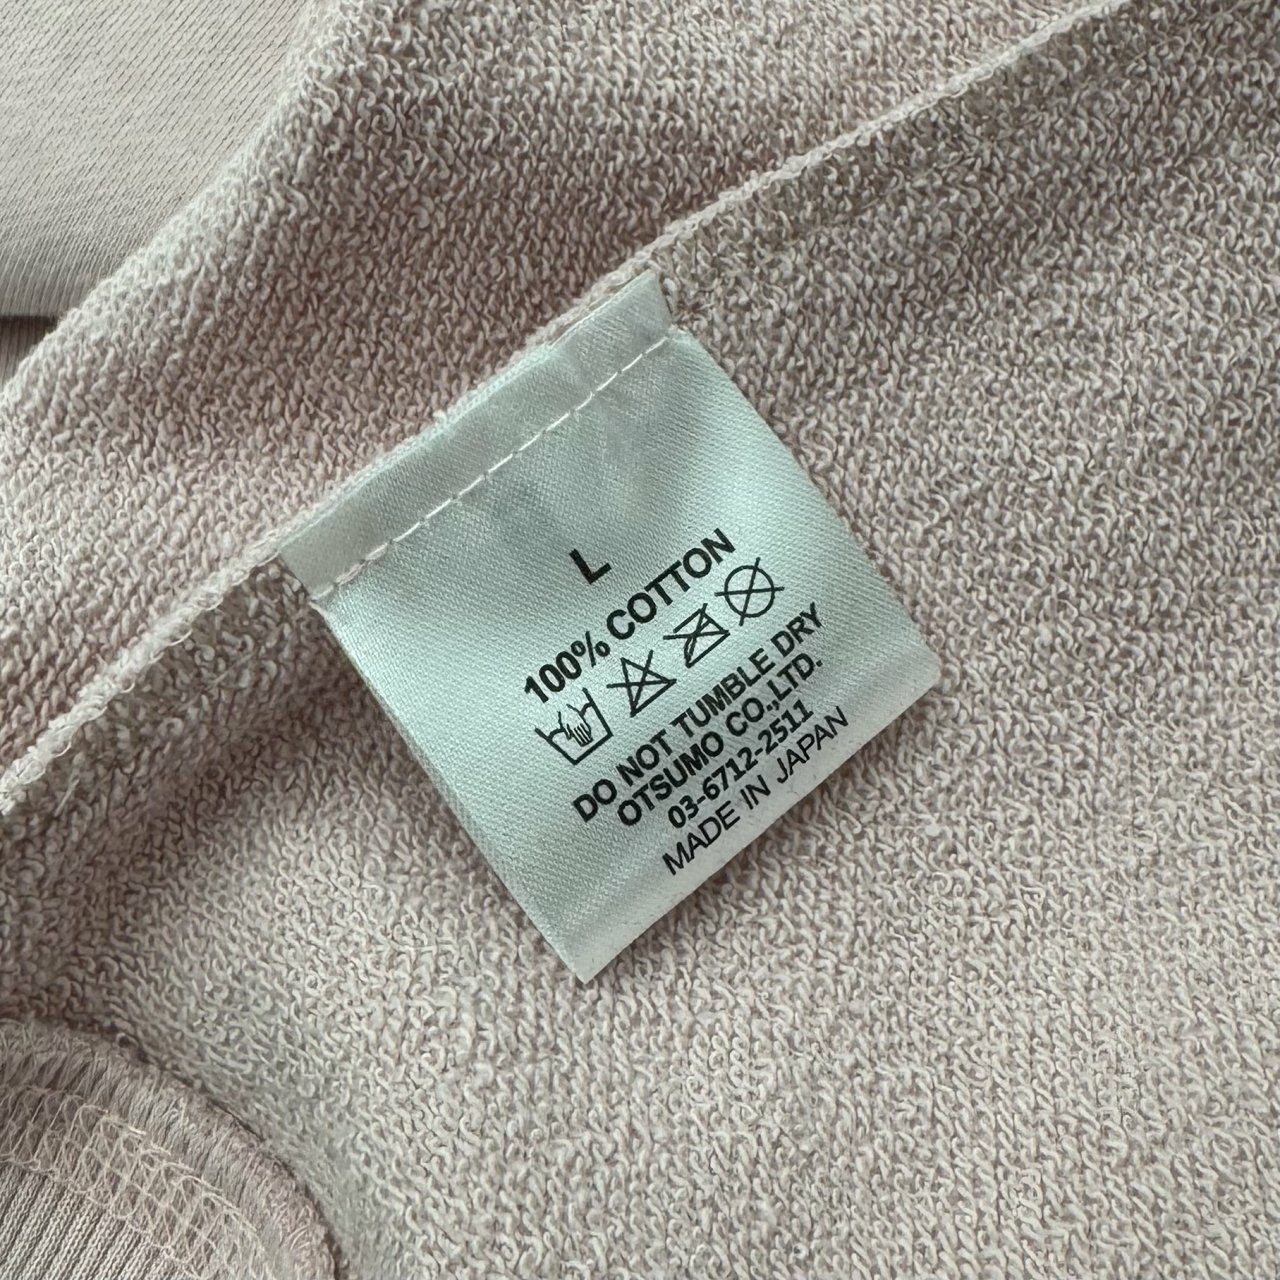 L
100% COTTON
DO NOT TUMBLE DRY
OTSUMO CO.,LTD.
03-6712-2511
MADE IN JAPAN